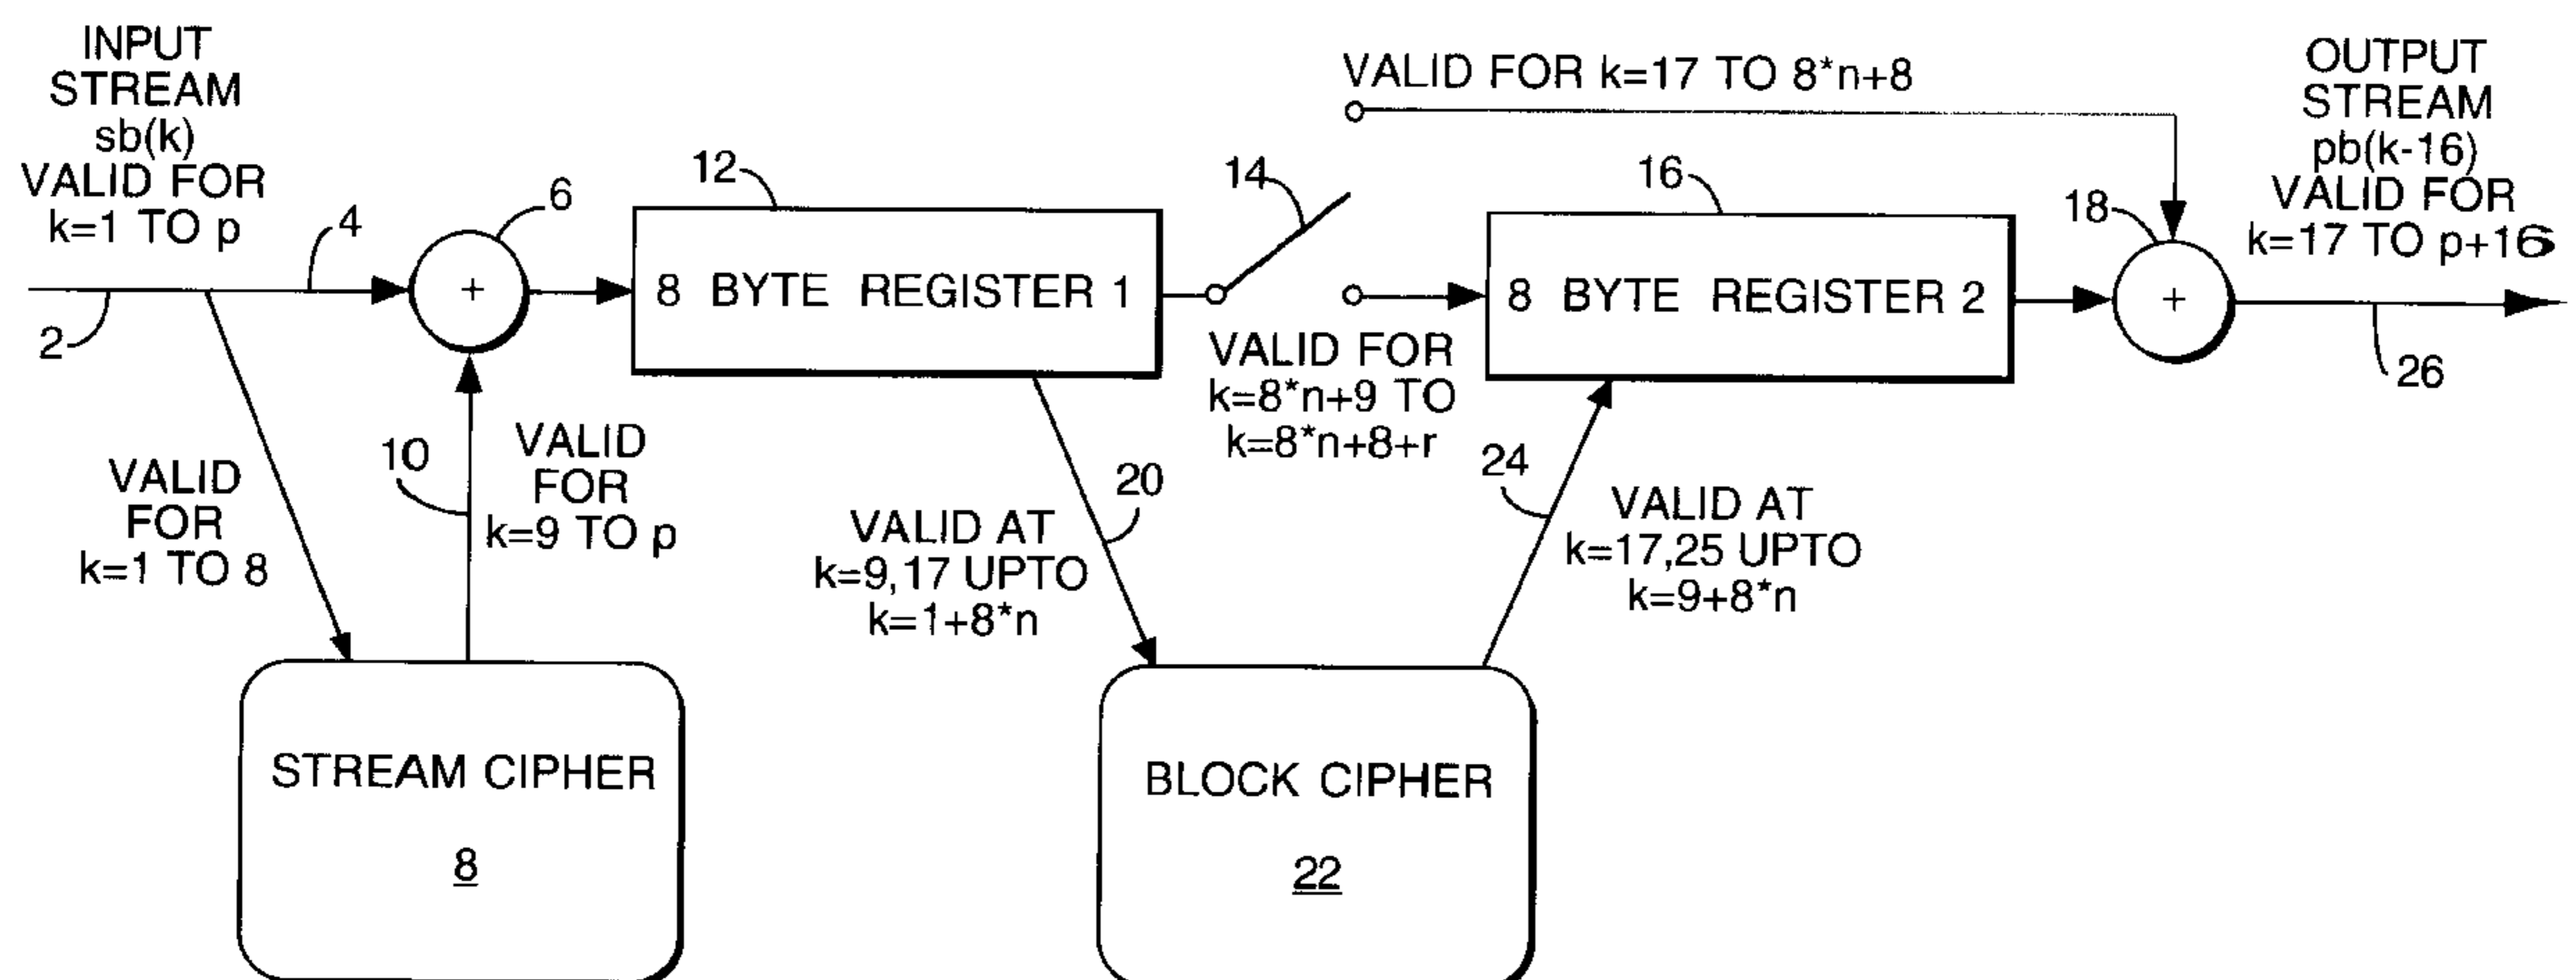 INPUT
STREAM
sb(k)
VALID FOR
k=1 TO p
2
4
6
VALID
FOR
k=1 TO 8
10
VALID
FOR
k=9 TO p
STREAM CIPHER
8
12
8 BYTE REGISTER 1
14
VALID FOR k=17 TO 8*n+8
VALID FOR
k=8*n+9 TO
k=8*n+8+r
20
VALID AT
k=9,17 UPTO
k=1+8*n
BLOCK CIPHER
22
16
8 BYTE REGISTER 2
24
VALID AT
k=17,25 UPTO
k=9+8*n
18
+
+
OUTPUT
STREAM
pb(k-16)
VALID FOR
k=17 TO p+16
26